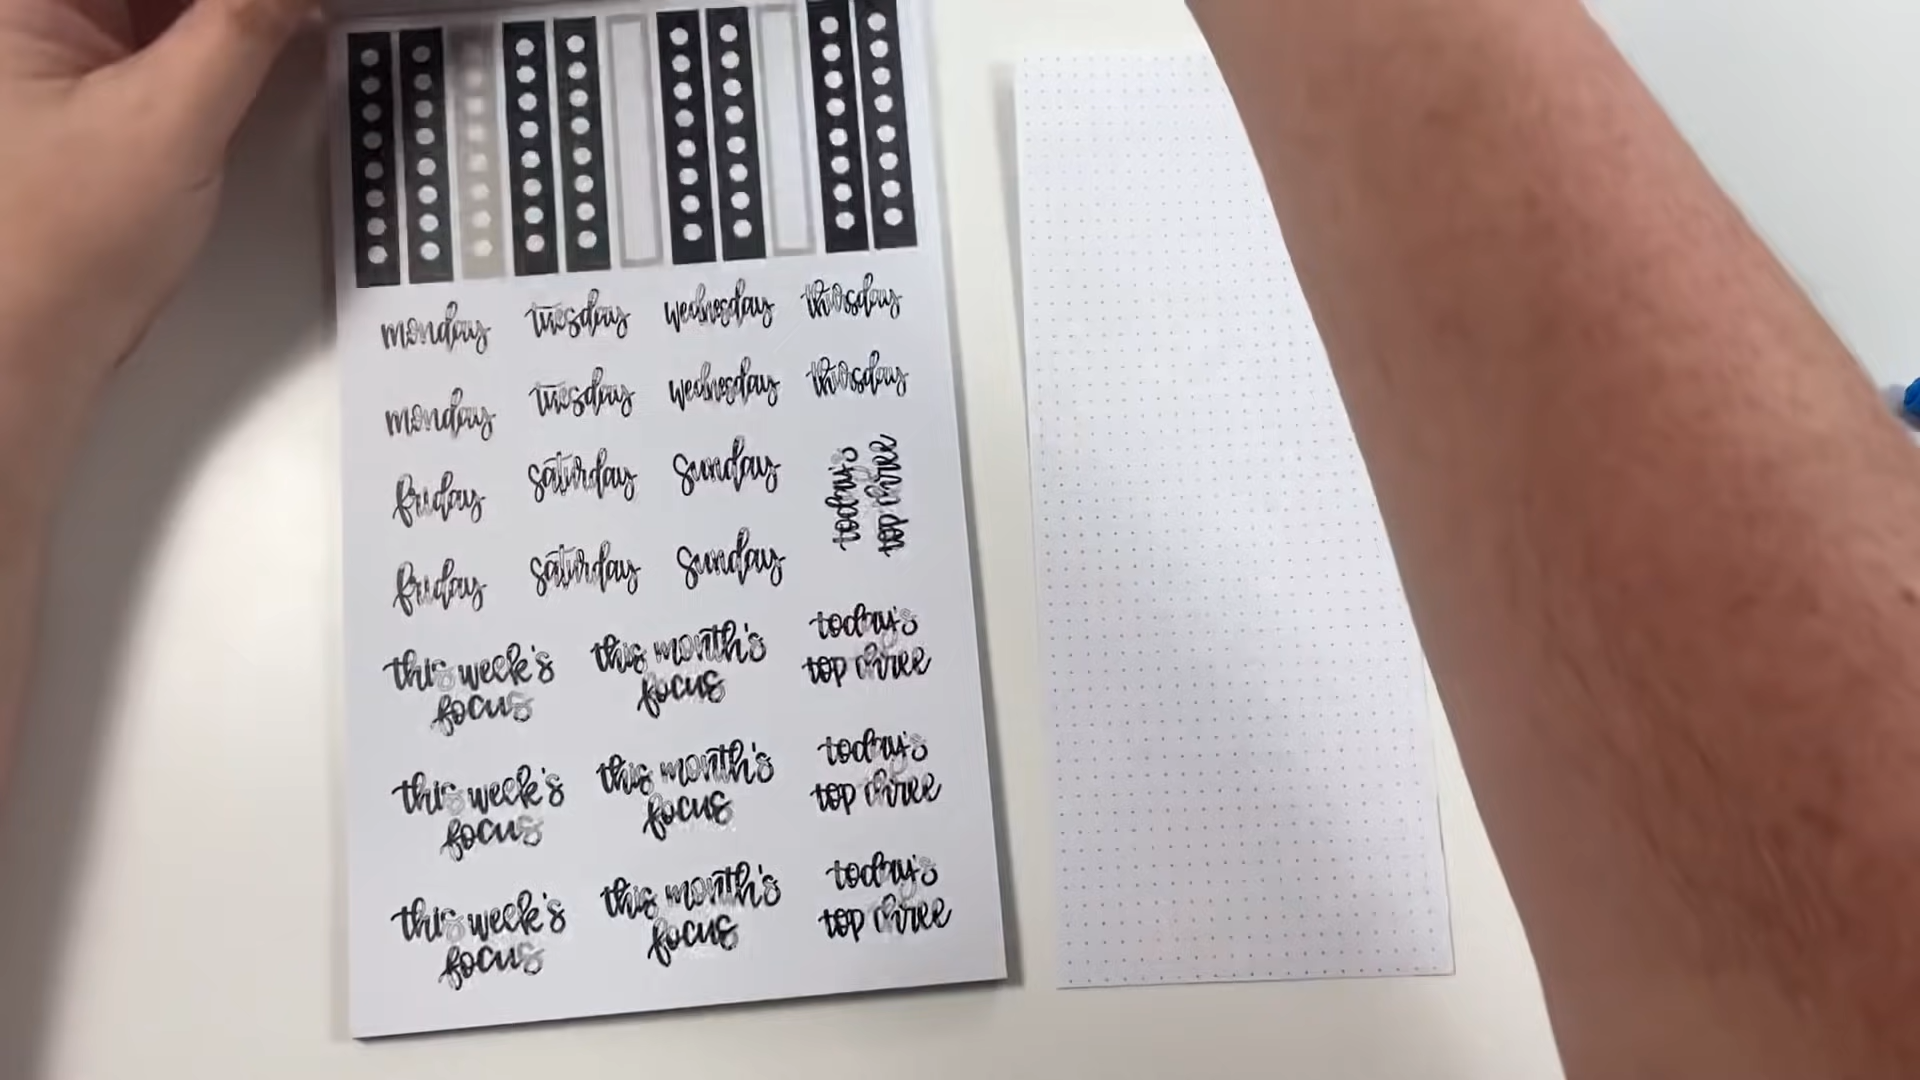 monday tuesday wednesday thursday
monday tuesday wednesday thursday
friday saturday sunday
today's
top three
friday saturday sunday
this week's
focus
this month's
focus
today's
top three
this week's
focus
this month's
focus
today's
top three
this week's
focus
this month's
focus
today's
top three